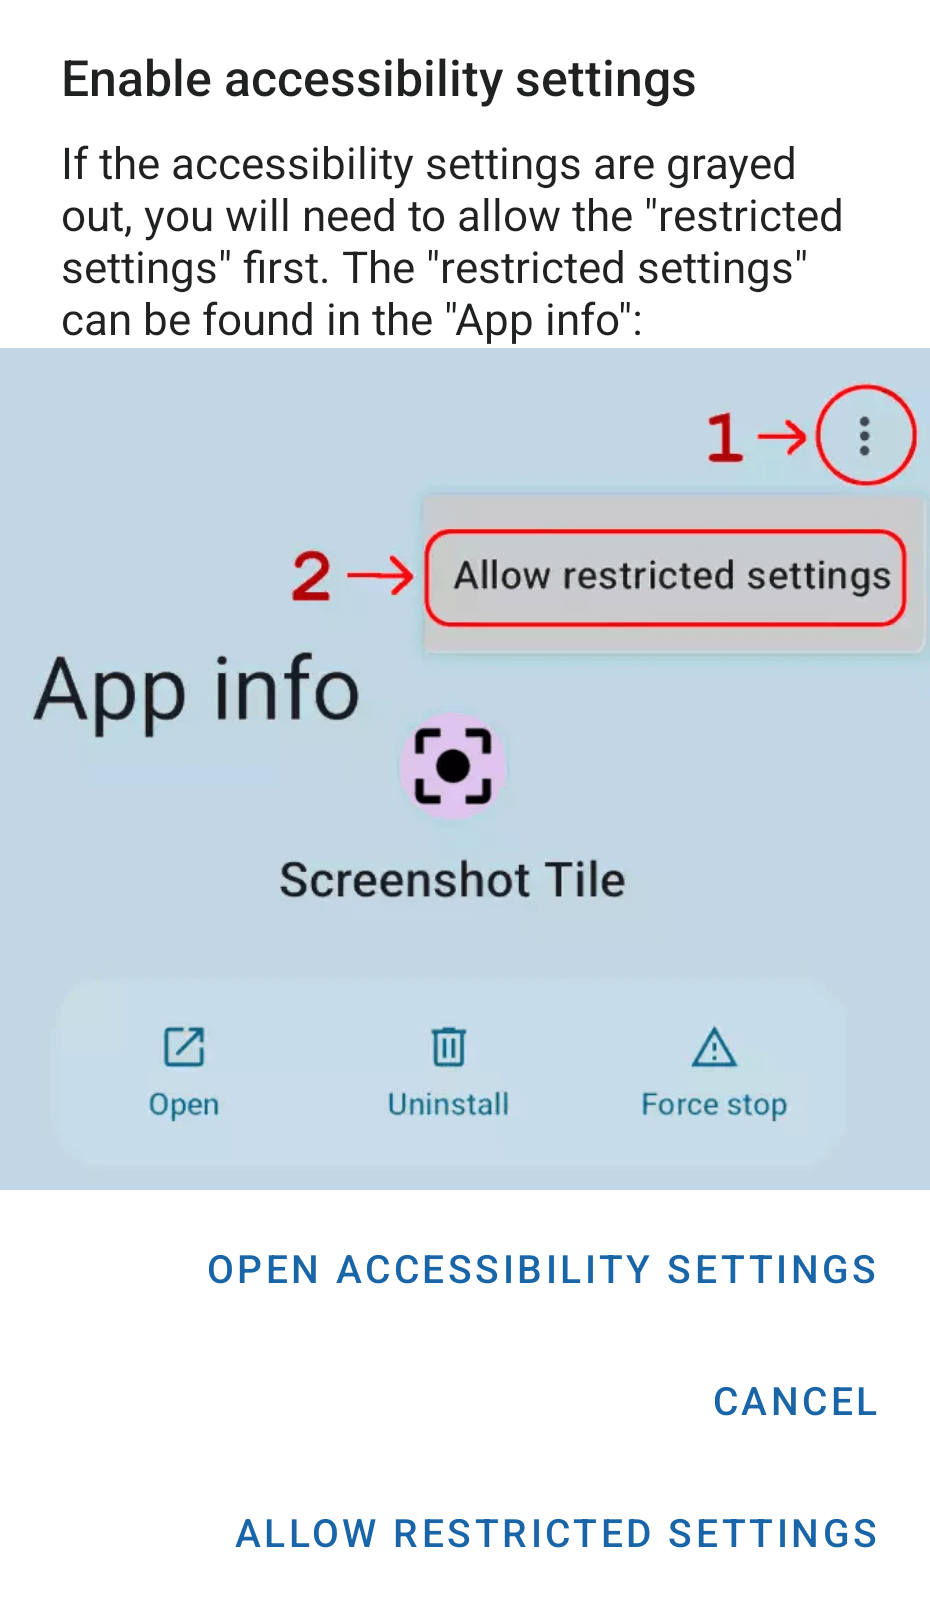 Enable accessibility settings
If the accessibility settings are grayed
out, you will need to allow the "restricted
settings" first. The "restricted settings"
can be found in the "App info":
1
2
Allow restricted settings
App info
Screenshot Tile
Open
Uninstall
Force stop
OPEN ACCESSIBILITY SETTINGS
CANCEL
ALLOW RESTRICTED SETTINGS